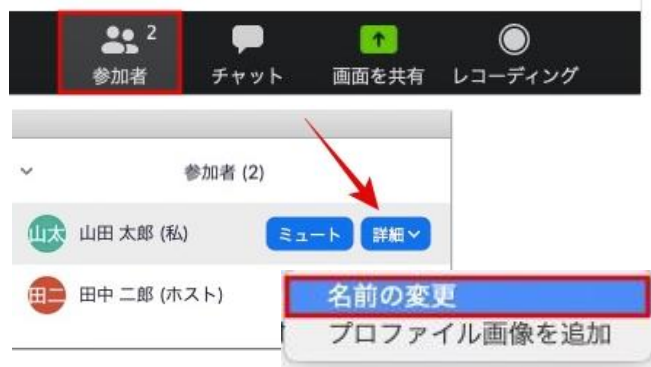 2
参加者 チャット 画面を共有 レコーディング
参加者 (2)
山太 山田 太郎 (私) ミュート 詳細
田二 田中 二郎 (ホスト)
名前の変更
プロファイル画像を追加